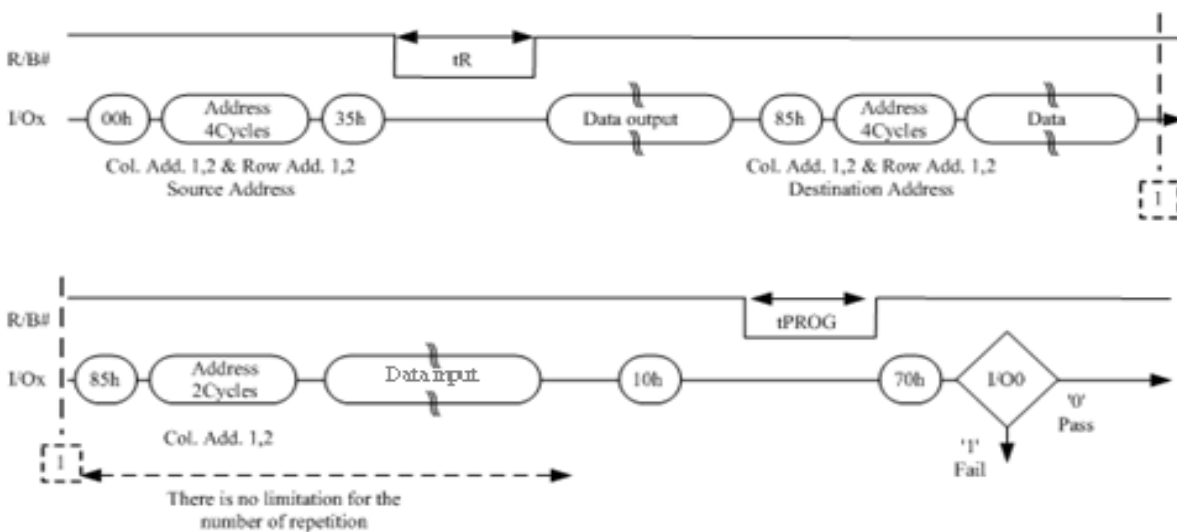 R/B#
tR
I/Ox
00h
Address
4Cycles
35h
Data output
85h
Address
4Cycles
Data
Col. Add. 1,2 & Row Add. 1,2
Source Address
Col. Add. 1,2 & Row Add. 1,2
Destination Address
1
R/B#
tPROG
I/Ox
85h
Address
2Cycles
Data input
10h
70h
I/O0
'0'
Pass
'1'
Fail
Col. Add. 1,2
1
There is no limitation for the
number of repetition